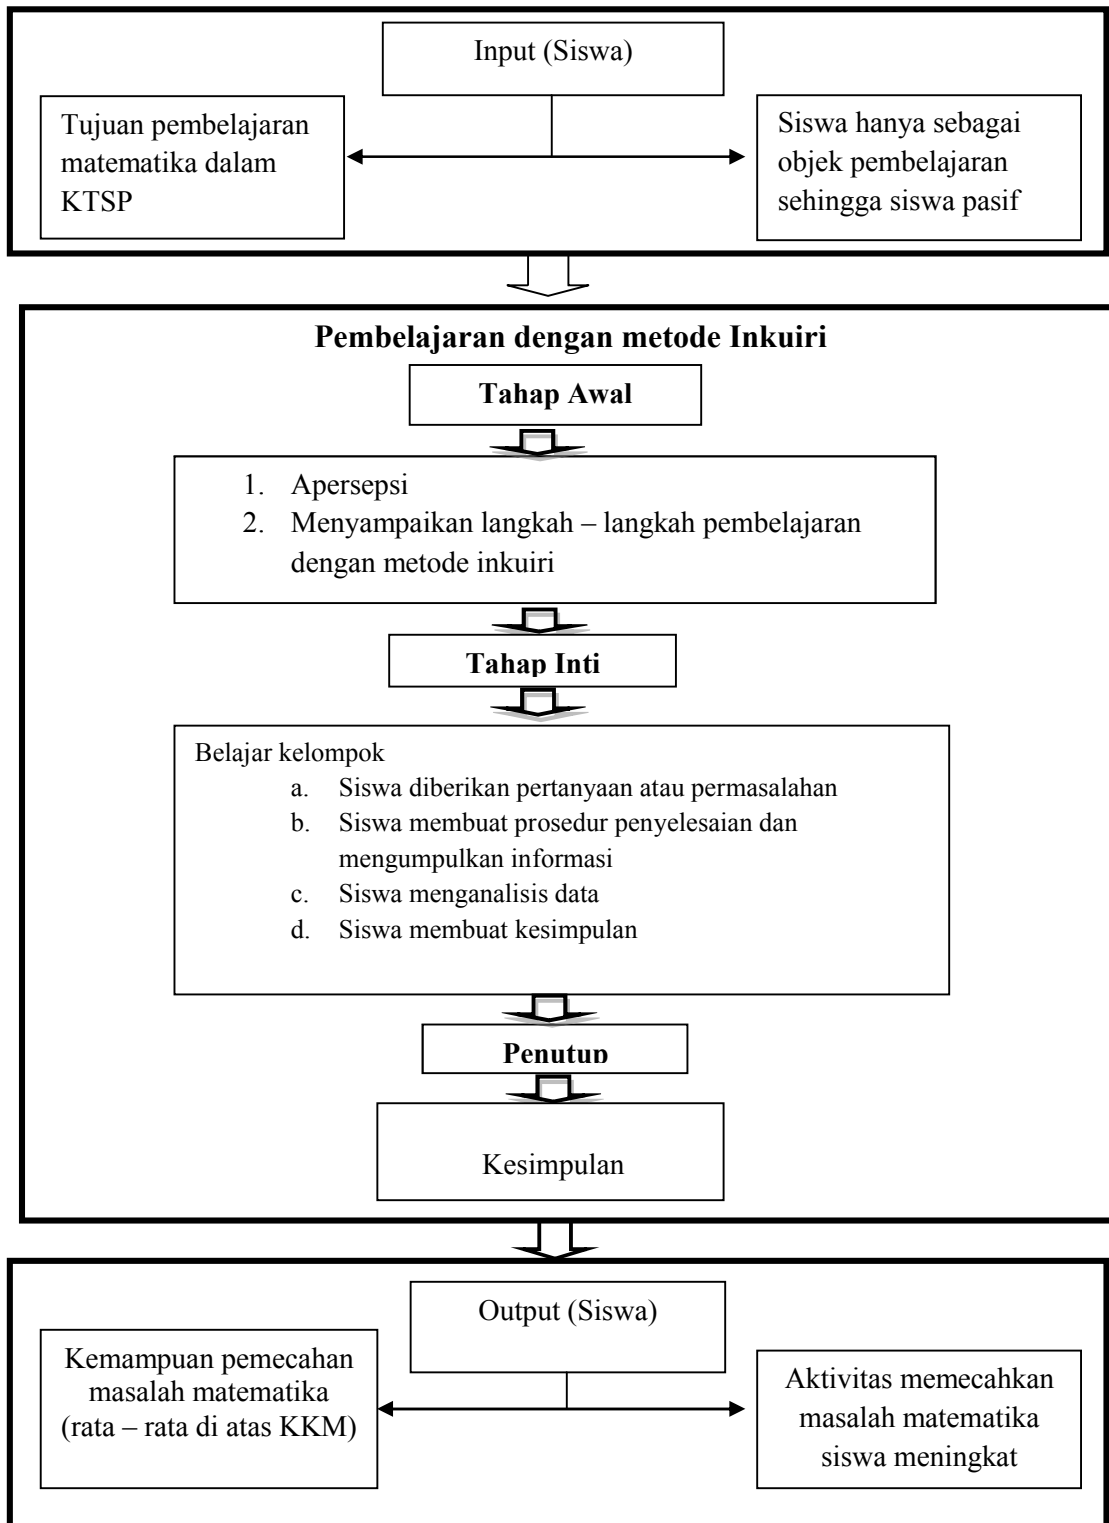 Input (Siswa)
Tujuan pembelajaran
matematika dalam
KTSP
Siswa hanya sebagai
objek pembelajaran
sehingga siswa pasif
Pembelajaran dengan metode Inkuiri
Tahap Awal
1. Apersepsi
2. Menyampaikan langkah – langkah pembelajaran
dengan metode inkuiri
Tahap Inti
Belajar kelompok
a. Siswa diberikan pertanyaan atau permasalahan
b. Siswa membuat prosedur penyelesaian dan
mengumpulkan informasi
c. Siswa menganalisis data
d. Siswa membuat kesimpulan
Penutup
Kesimpulan
Output (Siswa)
Kemampuan pemecahan
masalah matematika
(rata – rata di atas KKM)
Aktivitas memecahkan
masalah matematika
siswa meningkat